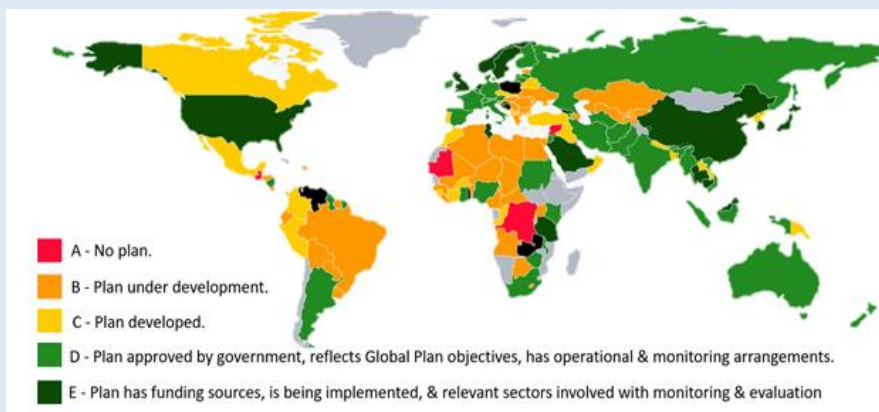 A - No plan.
B - Plan under development.
C - Plan developed.
D - Plan approved by government, reflects Global Plan objectives, has operational & monitoring arrangements.
E - Plan has funding sources, is being implemented, & relevant sectors involved with monitoring & evaluation